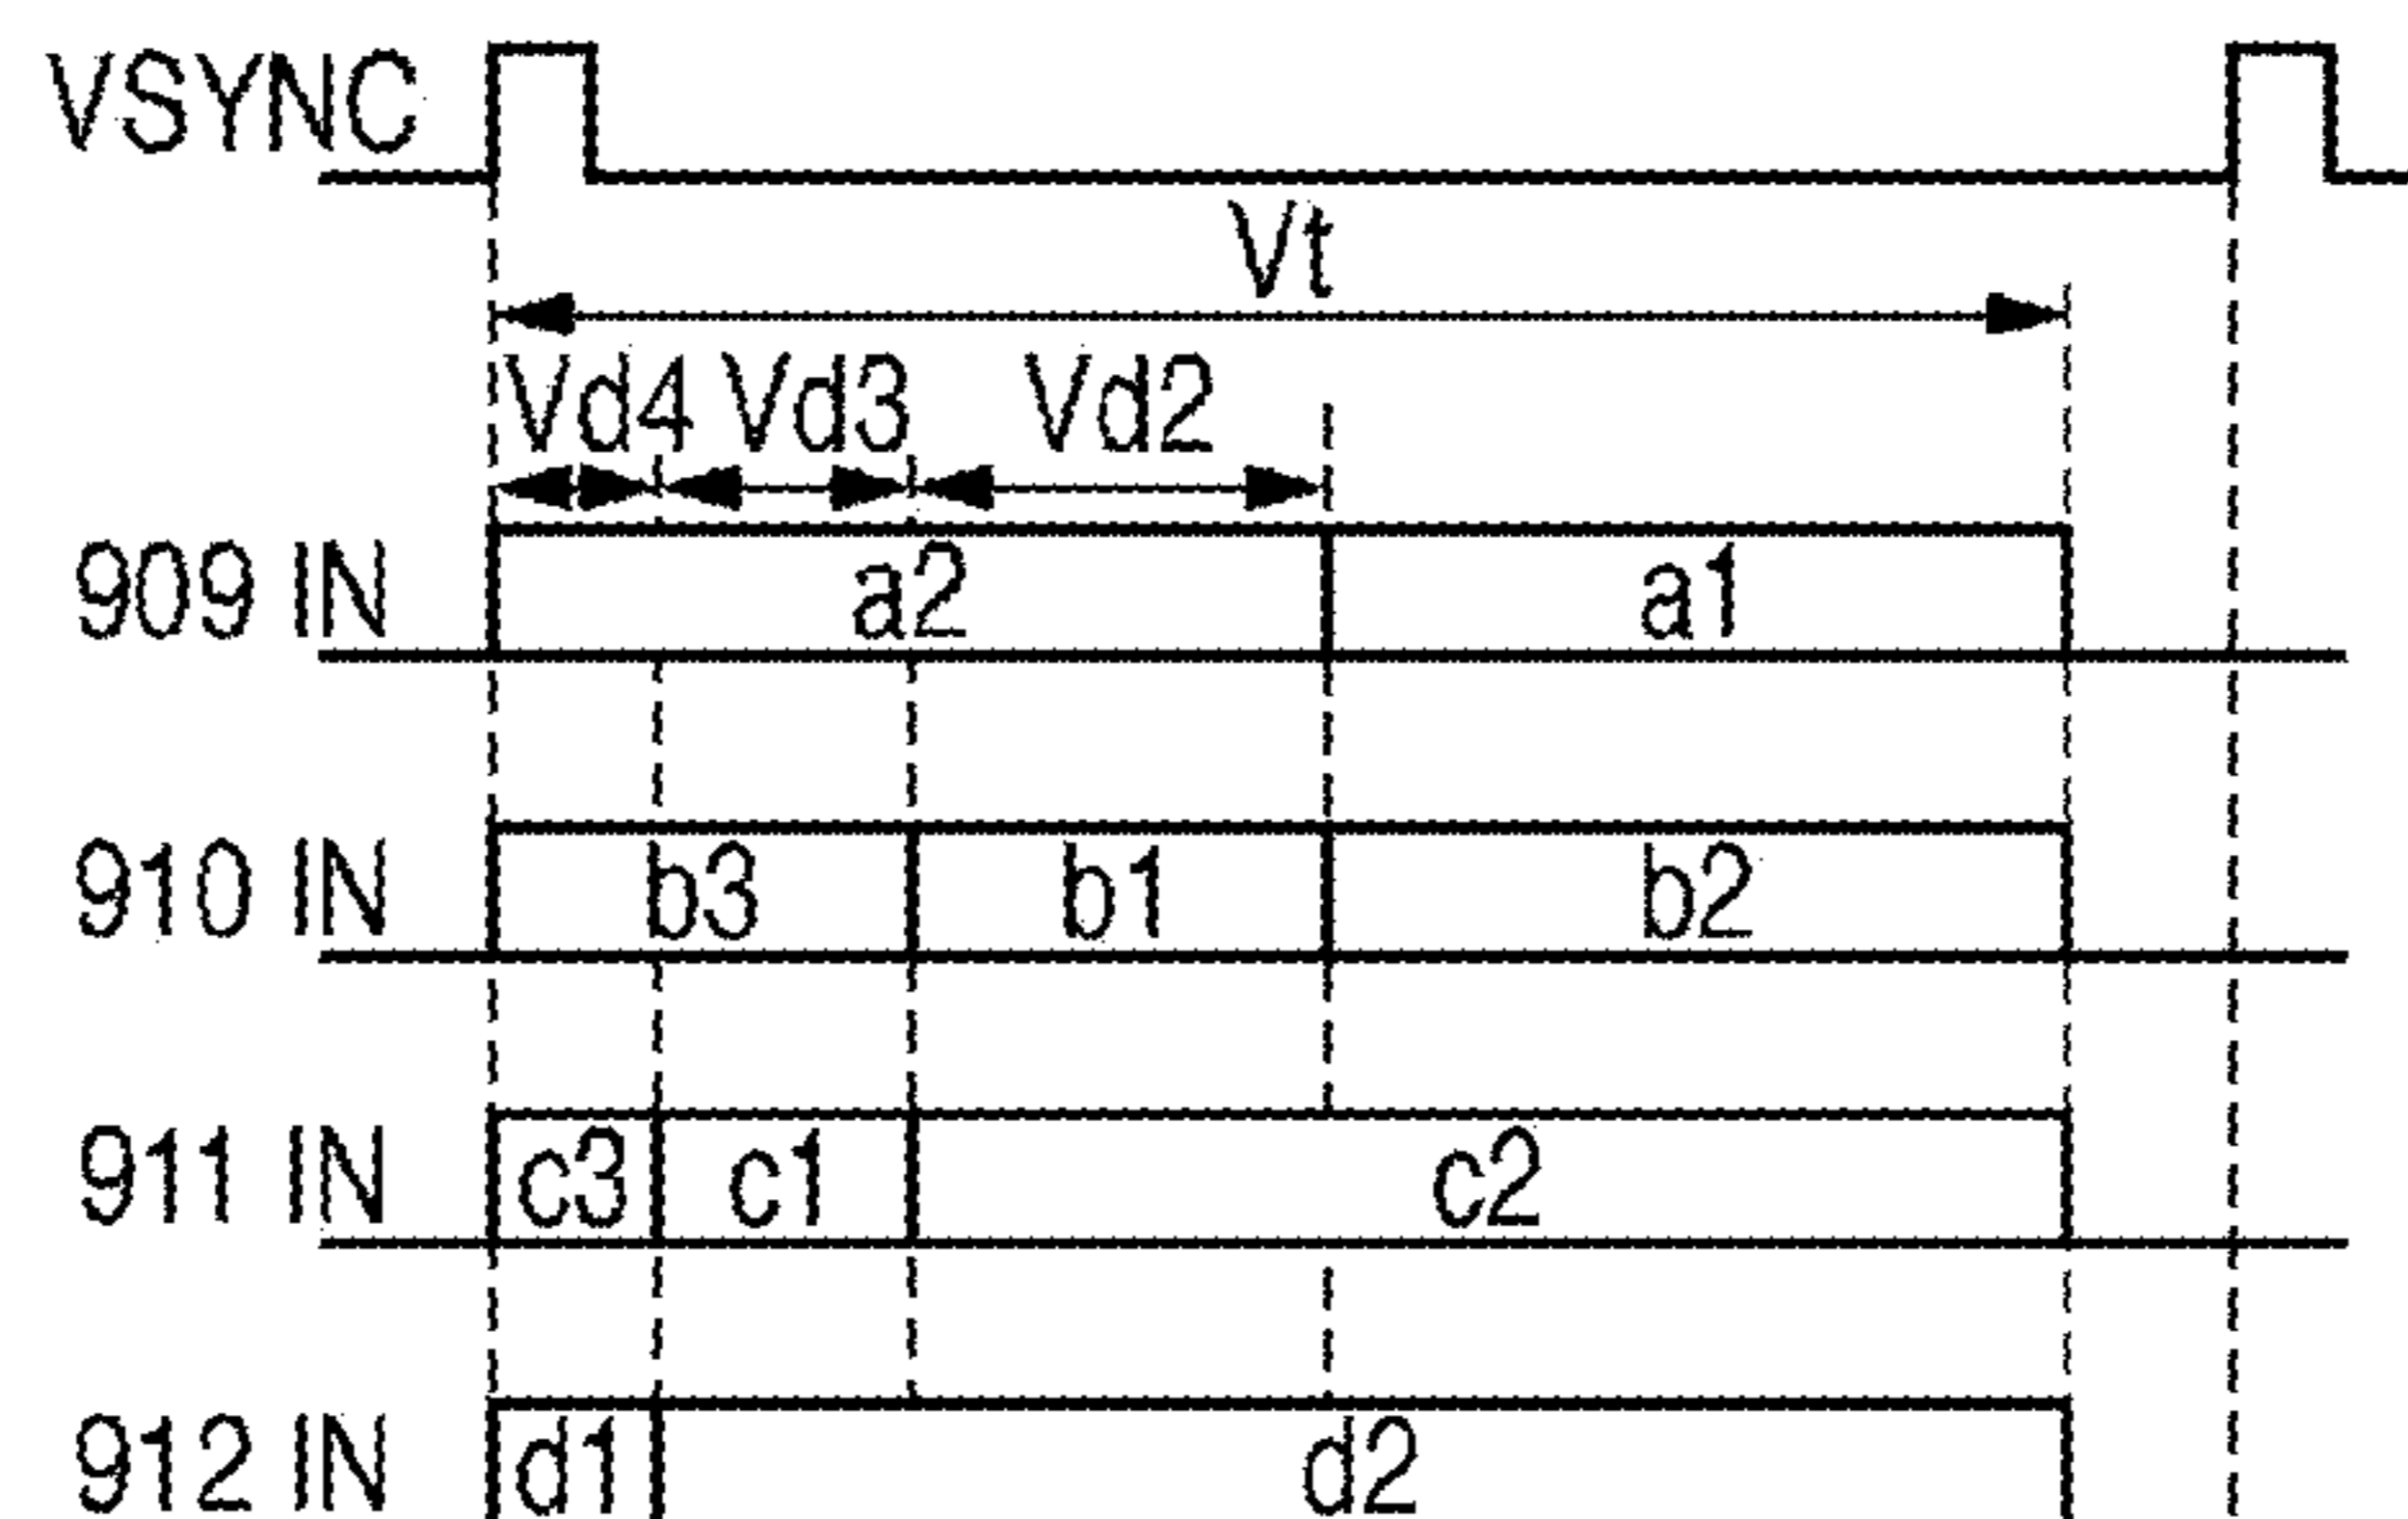 VSYNC
Vt
Vd4 Vd3 Vd2
909 IN a2 a1
910 IN b3 b1 b2
911 IN c3 c1 c2
912 IN d1 d2